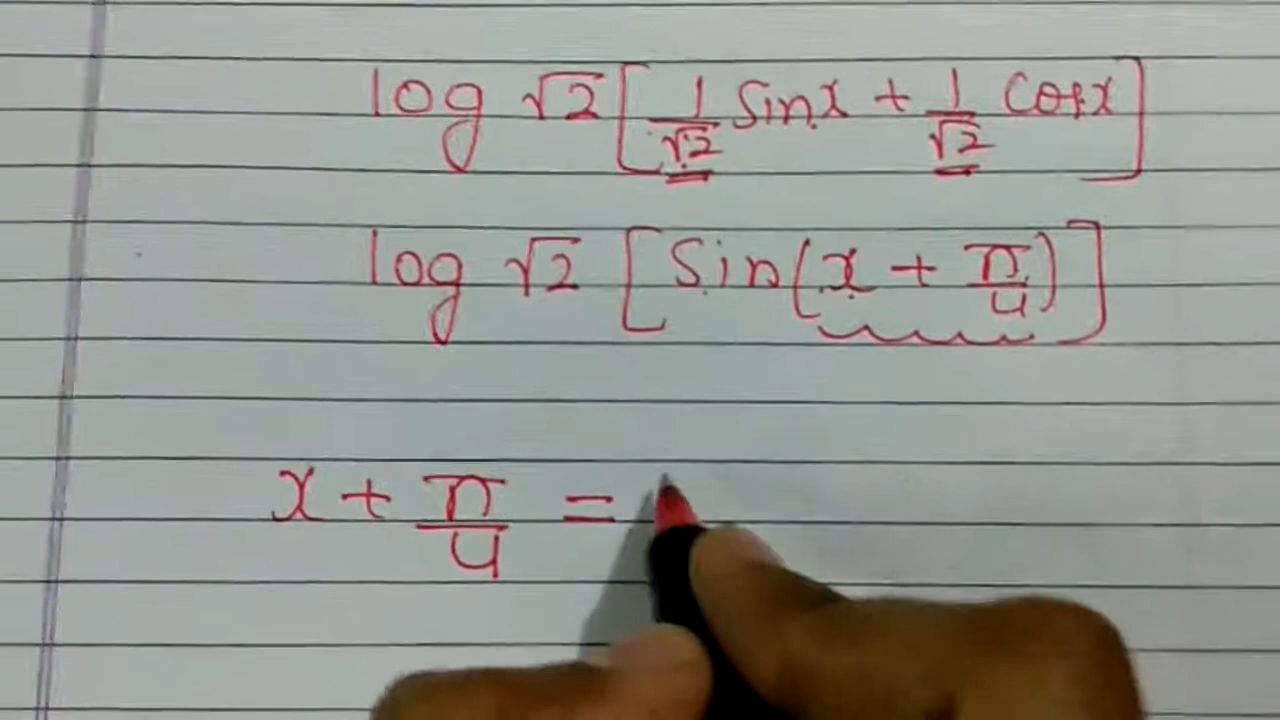 log √2 [ 1/√2 Sinx + 1/√2 Cosx ]
log √2 [ Sin(x + π/4) ]
x + π/4 =